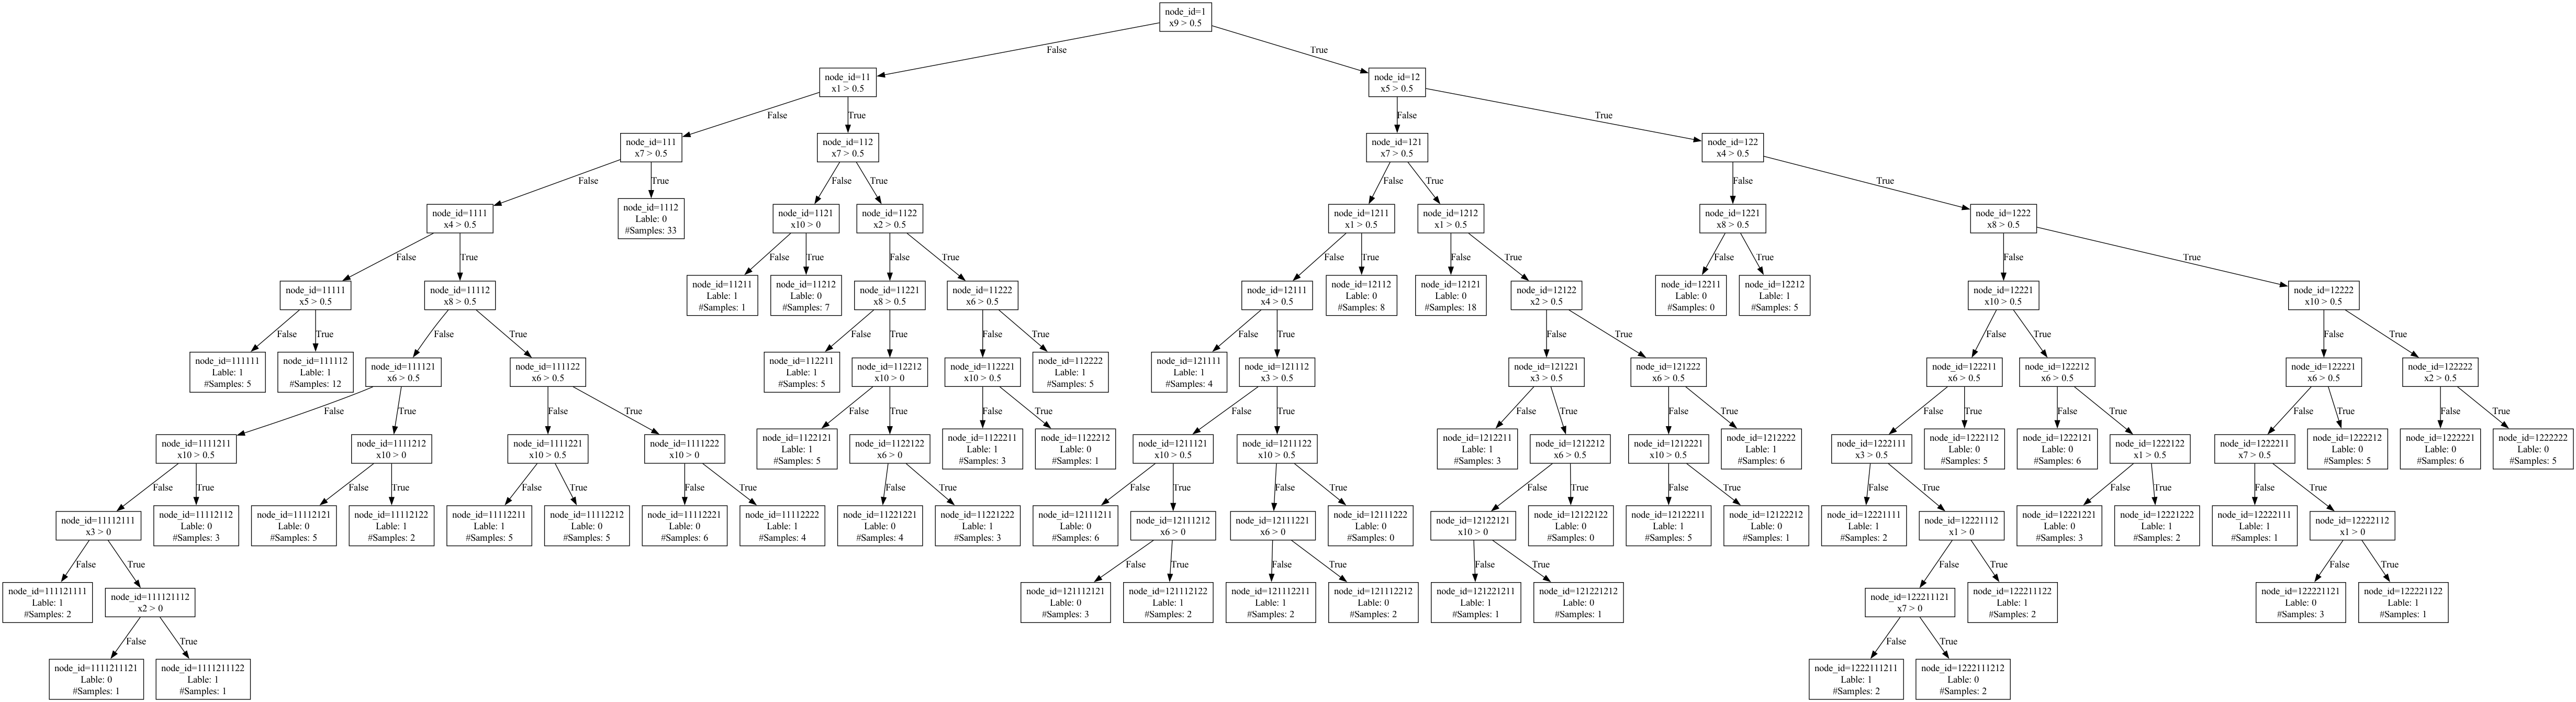 node_id=1
x9 > 0.5
False
True
node_id=11
x1 > 0.5
node_id=12
x5 > 0.5
False
True
False
True
node_id=111
x7 > 0.5
node_id=112
x7 > 0.5
node_id=121
x7 > 0.5
node_id=122
x4 > 0.5
False
True
False
True
False
True
False
True
node_id=1111
x4 > 0.5
node_id=1112
Lable: 0
#Samples: 33
node_id=1121
x10 > 0
node_id=1122
x2 > 0.5
node_id=1211
x1 > 0.5
node_id=1212
x1 > 0.5
node_id=1221
x8 > 0.5
node_id=1222
x8 > 0.5
False
True
False
True
False
True
False
True
False
True
False
True
False
True
node_id=11111
x5 > 0.5
node_id=11112
x8 > 0.5
node_id=11211
Lable: 1
#Samples: 1
node_id=11212
Lable: 0
#Samples: 7
node_id=11221
x8 > 0.5
node_id=11222
x6 > 0.5
node_id=12111
x4 > 0.5
node_id=12112
Lable: 0
#Samples: 8
node_id=12121
Lable: 0
#Samples: 18
node_id=12122
x2 > 0.5
node_id=12211
Lable: 0
#Samples: 0
node_id=12212
Lable: 1
#Samples: 5
node_id=12221
x10 > 0.5
node_id=12222
x10 > 0.5
False
True
False
True
False
True
False
True
False
True
False
True
False
True
False
True
node_id=111111
Lable: 1
#Samples: 5
node_id=111112
Lable: 1
#Samples: 12
node_id=111121
x6 > 0.5
node_id=111122
x6 > 0.5
node_id=112211
Lable: 1
#Samples: 5
node_id=112212
x10 > 0
node_id=112221
x10 > 0.5
node_id=112222
Lable: 1
#Samples: 5
node_id=121111
Lable: 1
#Samples: 4
node_id=121112
x3 > 0.5
node_id=121221
x3 > 0.5
node_id=121222
x6 > 0.5
node_id=122211
x6 > 0.5
node_id=122212
x6 > 0.5
node_id=122221
x6 > 0.5
node_id=122222
x2 > 0.5
False
True
False
True
False
True
False
True
False
True
False
True
False
True
False
True
False
True
False
True
False
True
node_id=1111211
x10 > 0.5
node_id=1111212
x10 > 0
node_id=1111221
x10 > 0.5
node_id=1111222
x10 > 0
node_id=1122121
Lable: 1
#Samples: 5
node_id=1122122
x6 > 0
node_id=1122211
Lable: 1
#Samples: 3
node_id=1122212
Lable: 0
#Samples: 1
node_id=1211121
x10 > 0.5
node_id=1211122
x10 > 0.5
node_id=1212211
Lable: 1
#Samples: 3
node_id=1212212
x6 > 0.5
node_id=1212221
x10 > 0.5
node_id=1212222
Lable: 1
#Samples: 6
node_id=1222111
x3 > 0.5
node_id=1222112
Lable: 0
#Samples: 5
node_id=1222121
Lable: 0
#Samples: 6
node_id=1222122
x1 > 0.5
node_id=1222211
x7 > 0.5
node_id=1222212
Lable: 0
#Samples: 5
node_id=1222221
Lable: 0
#Samples: 6
node_id=1222222
Lable: 0
#Samples: 5
False
True
False
True
False
True
False
True
False
True
False
True
False
True
False
True
False
True
False
True
False
True
False
True
node_id=11112111
x3 > 0
node_id=11112112
Lable: 0
#Samples: 3
node_id=11112121
Lable: 0
#Samples: 5
node_id=11112122
Lable: 1
#Samples: 2
node_id=11112211
Lable: 1
#Samples: 5
node_id=11112212
Lable: 0
#Samples: 5
node_id=11112221
Lable: 0
#Samples: 6
node_id=11112222
Lable: 1
#Samples: 4
node_id=11221221
Lable: 0
#Samples: 4
node_id=11221222
Lable: 1
#Samples: 3
node_id=12111211
Lable: 0
#Samples: 6
node_id=12111212
x6 > 0
node_id=12111221
x6 > 0
node_id=12111222
Lable: 0
#Samples: 0
node_id=12122121
x10 > 0
node_id=12122122
Lable: 0
#Samples: 0
node_id=12122211
Lable: 1
#Samples: 5
node_id=12122212
Lable: 0
#Samples: 1
node_id=12221111
Lable: 1
#Samples: 2
node_id=12221112
x1 > 0
node_id=12221221
Lable: 0
#Samples: 3
node_id=12221222
Lable: 1
#Samples: 2
node_id=12222111
Lable: 1
#Samples: 1
node_id=12222112
x1 > 0
False
True
False
True
False
True
False
True
False
True
False
True
node_id=111121111
Lable: 1
#Samples: 2
node_id=111121112
x2 > 0
node_id=121112121
Lable: 0
#Samples: 3
node_id=121112122
Lable: 1
#Samples: 2
node_id=121112211
Lable: 1
#Samples: 2
node_id=121112212
Lable: 0
#Samples: 2
node_id=121221211
Lable: 1
#Samples: 1
node_id=121221212
Lable: 0
#Samples: 1
node_id=122211121
x7 > 0
node_id=122211122
Lable: 1
#Samples: 2
node_id=122221121
Lable: 0
#Samples: 3
node_id=122221122
Lable: 1
#Samples: 1
False
True
False
True
node_id=1111211121
Lable: 0
#Samples: 1
node_id=1111211122
Lable: 1
#Samples: 1
node_id=1222111211
Lable: 1
#Samples: 2
node_id=1222111212
Lable: 0
#Samples: 2